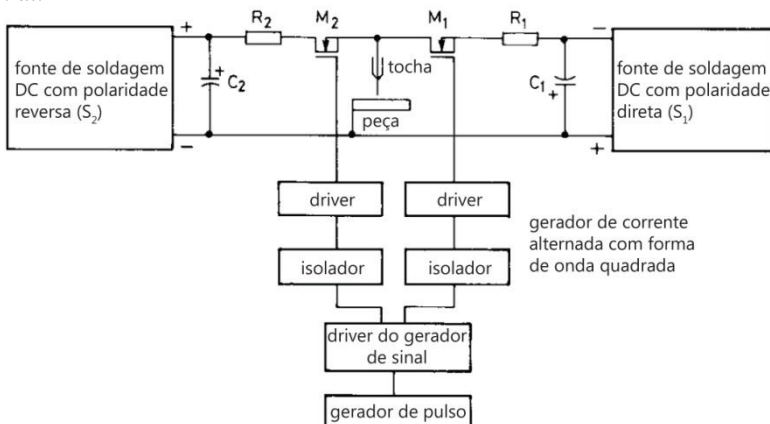 +
R2
M2
M1
R1
−
fonte de soldagem
DC com polaridade
reversa (S2)
+
C2
tocha
peça
C1
+
fonte de soldagem
DC com polaridade
direta (S1)
−
+
driver
driver
isolador
isolador
gerador de corrente
alternada com forma
de onda quadrada
driver do gerador
de sinal
gerador de pulso